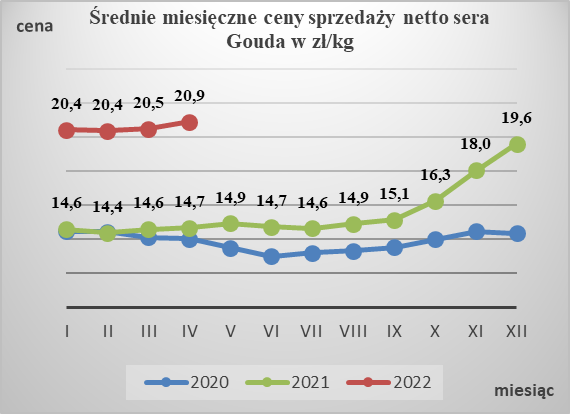 Średnie miesięczne ceny sprzedaży netto sera
Gouda w zł/kg
cena
20,4 20,4 20,5 20,9
14,6 14,4 14,6 14,7 14,9 14,7 14,6 14,9 15,1 16,3 18,0 19,6
I II III IV V VI VII VIII IX X XI XII
2020 2021 2022
miesiąc